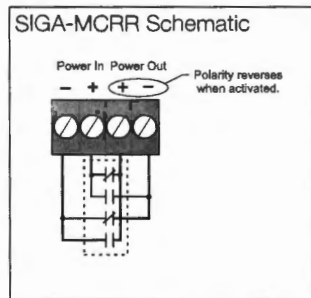 SIGA-MCRR Schematic
Power In Power Out
− + + −
Polarity reverses
when activated.